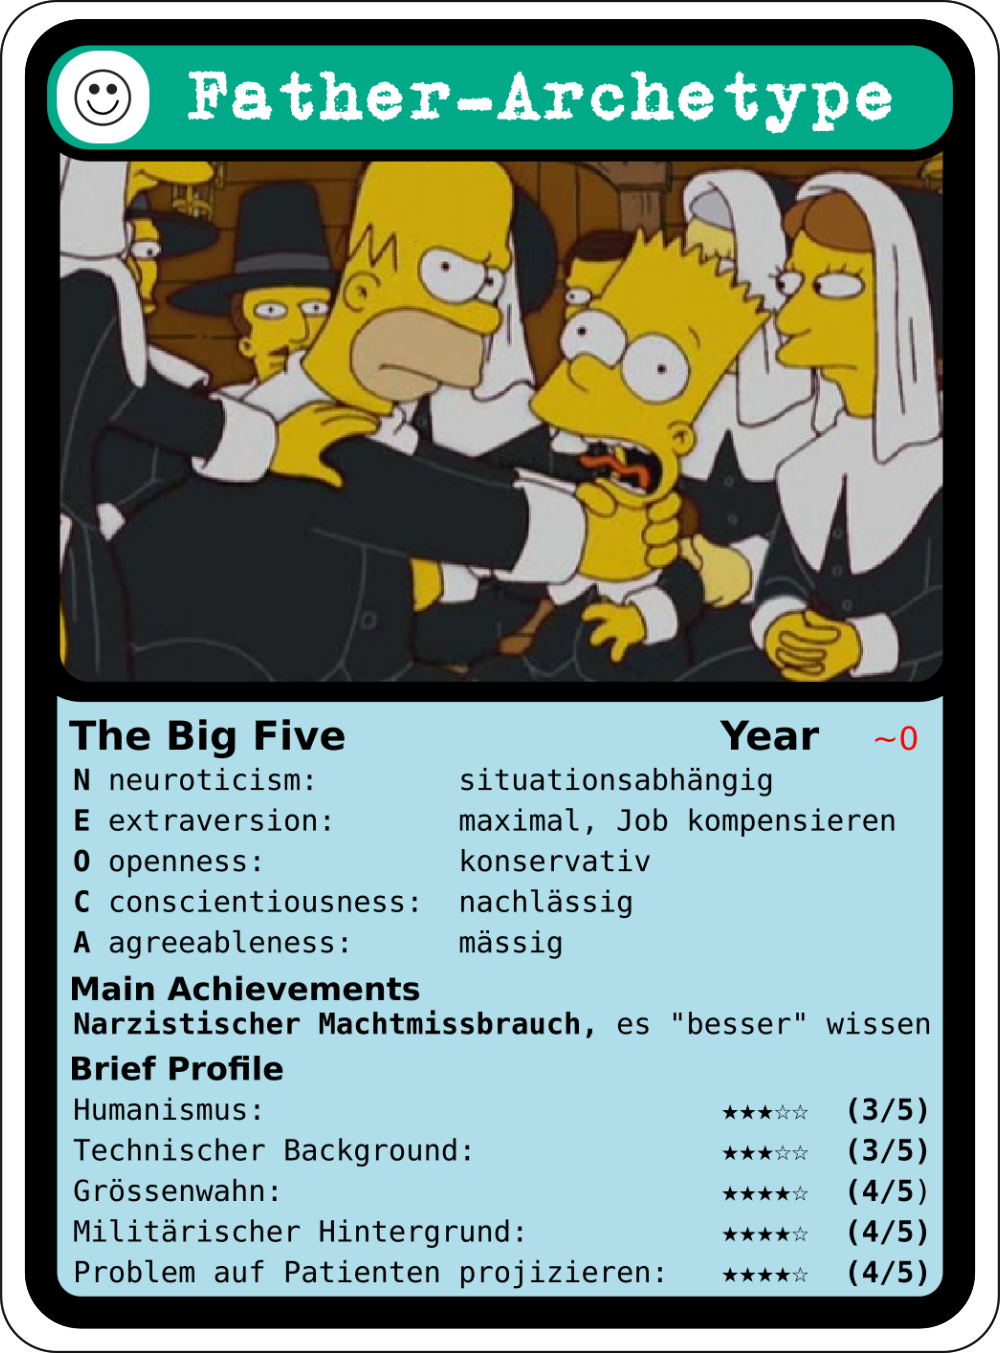 Father-Archetype
The Big Five Year ~0
N neuroticism: situationsabhängig
E extraversion: maximal, Job kompensieren
O openness: konservativ
C conscientiousness: nachlässig
A agreeableness: mässig
Main Achievements
Narzistischer Machtmissbrauch, es "besser" wissen
Brief Profile
Humanismus: ★★★☆☆ (3/5)
Technischer Background: ★★★☆☆ (3/5)
Grössenwahn: ★★★★☆ (4/5)
Militärischer Hintergrund: ★★★★☆ (4/5)
Problem auf Patienten projizieren: ★★★★☆ (4/5)